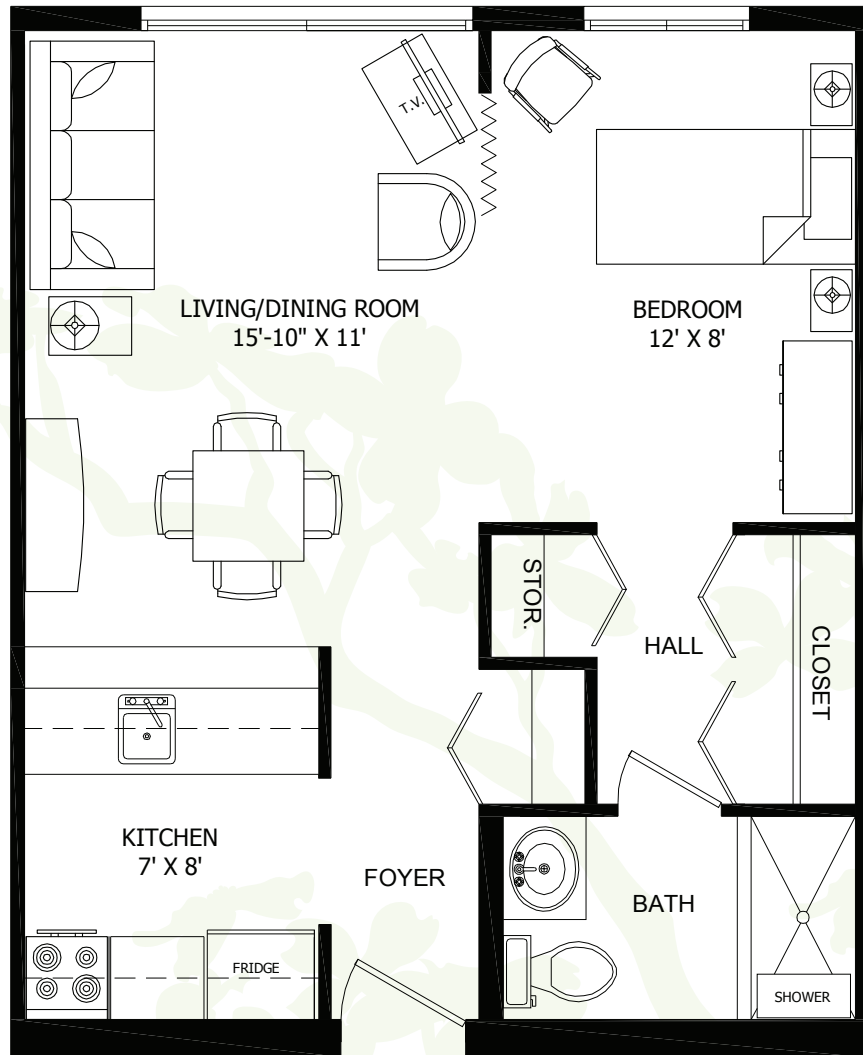 T.V.
LIVING/DINING ROOM
15'-10" X 11'
BEDROOM
12' X 8'
STOR.
HALL
CLOSET
KITCHEN
7' X 8'
FOYER
BATH
FRIDGE
SHOWER